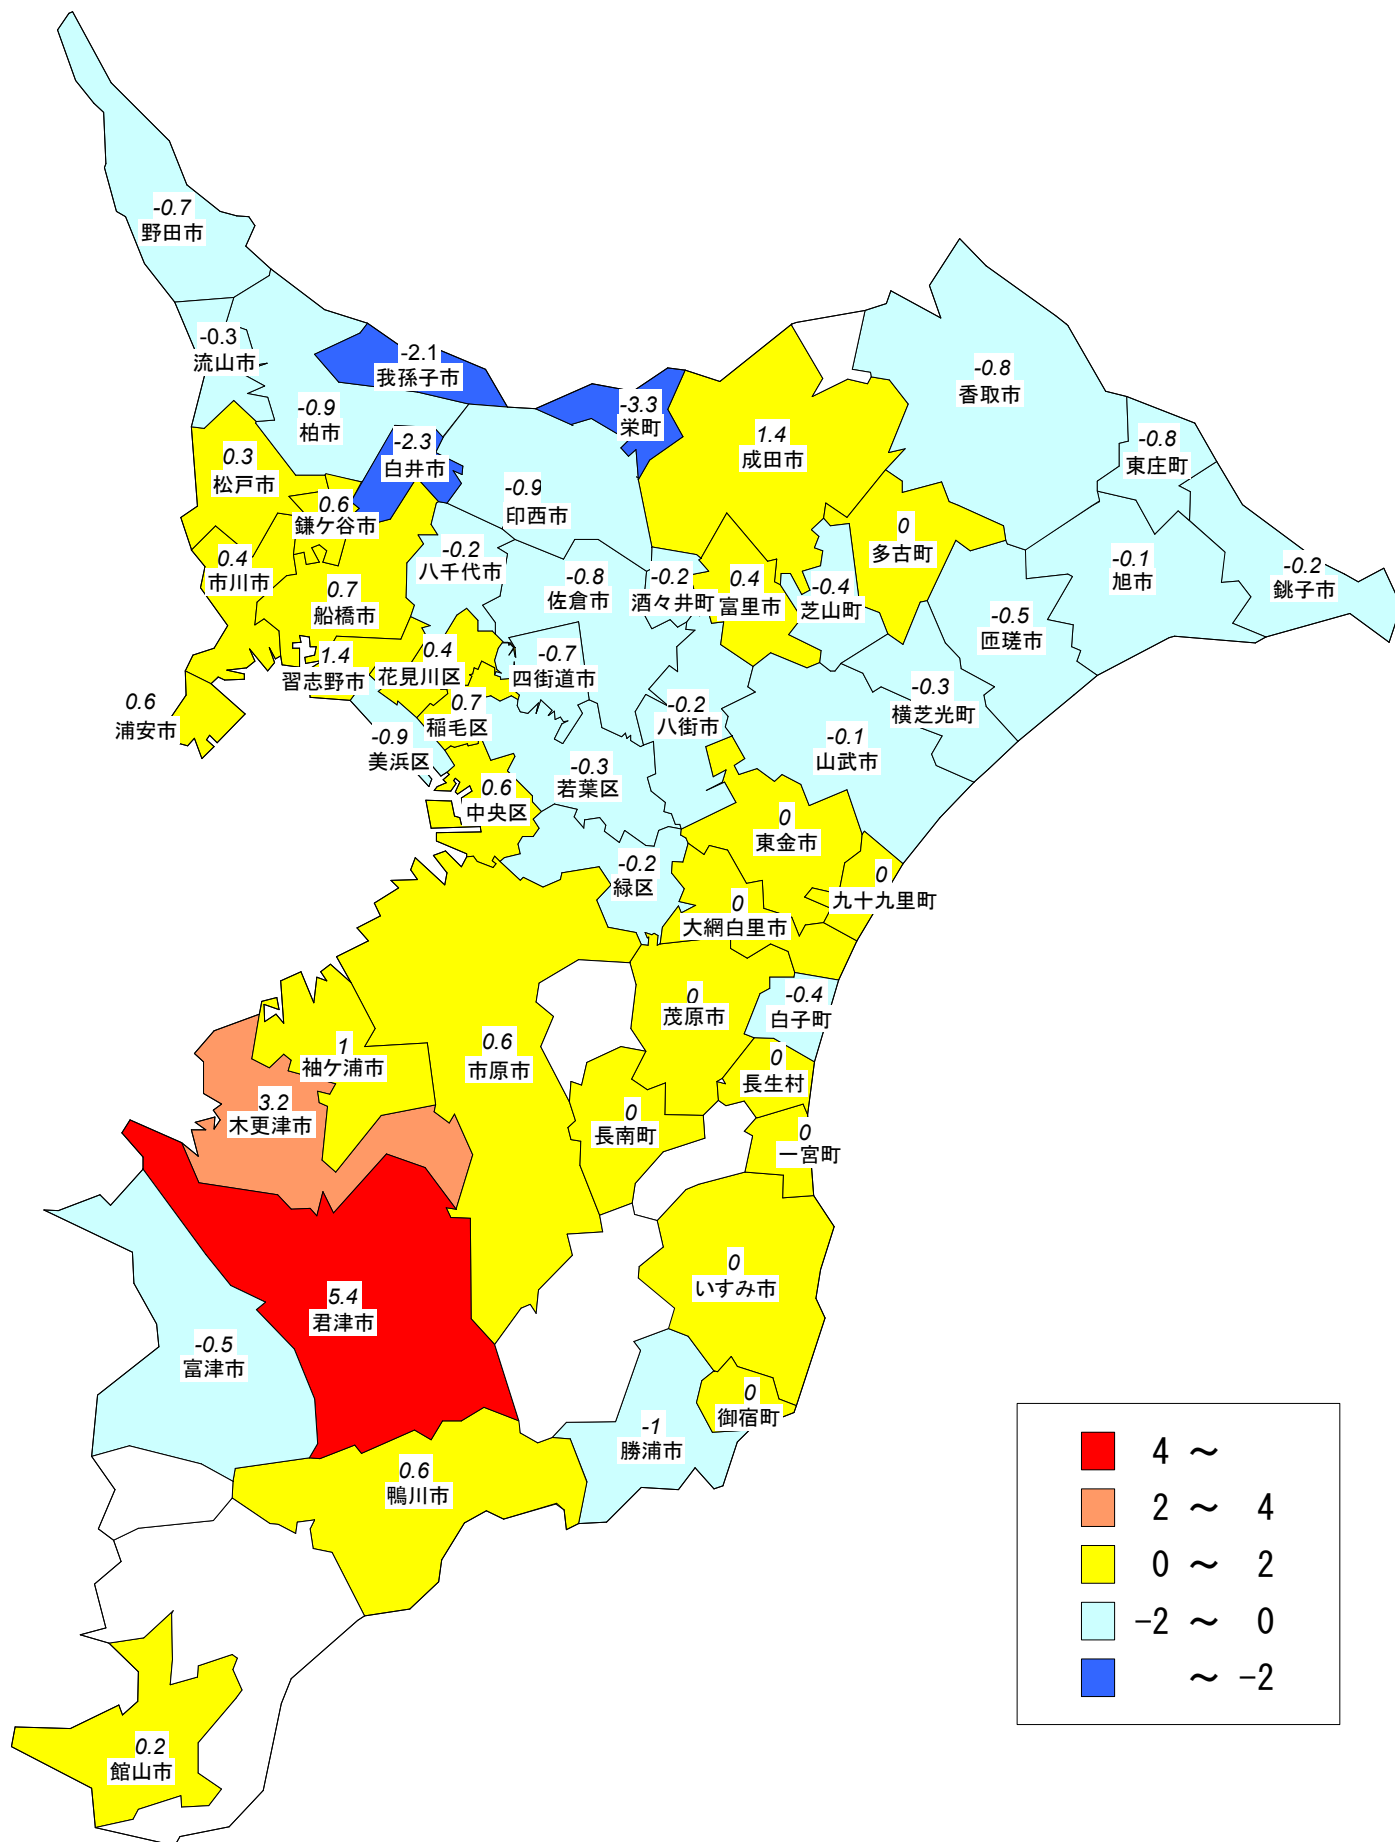 -0.7
野田市
-0.3
流山市
-2.1
我孫子市
-0.9
柏市
-3.3
栄町
-0.8
香取市
-2.3
白井市
1.4
成田市
-0.8
東庄町
0.3
松戸市
0.6
鎌ケ谷市
-0.9
印西市
0
多古町
-0.1
旭市
-0.2
銚子市
0.4
市川市
-0.2
八千代市
0.7
船橋市
-0.8
佐倉市
-0.2
酒々井町
0.4
富里市
-0.4
芝山町
-0.5
匝瑳市
1.4
習志野市
0.4
花見川区
-0.7
四街道市
-0.3
横芝光町
0.6
浦安市
0.7
稲毛区
-0.2
八街市
-0.9
美浜区
-0.1
山武市
-0.3
若葉区
0.6
中央区
0
東金市
-0.2
緑区
0
九十九里町
0
大網白里市
0
茂原市
-0.4
白子町
1
袖ケ浦市
0.6
市原市
0
長生村
3.2
木更津市
0
長南町
0
一宮町
0
いすみ市
5.4
君津市
-0.5
富津市
0
御宿町
-1
勝浦市
0.6
鴨川市
0.2
館山市
4 ～
2 ～ 4
0 ～ 2
-2 ～ 0
～ -2